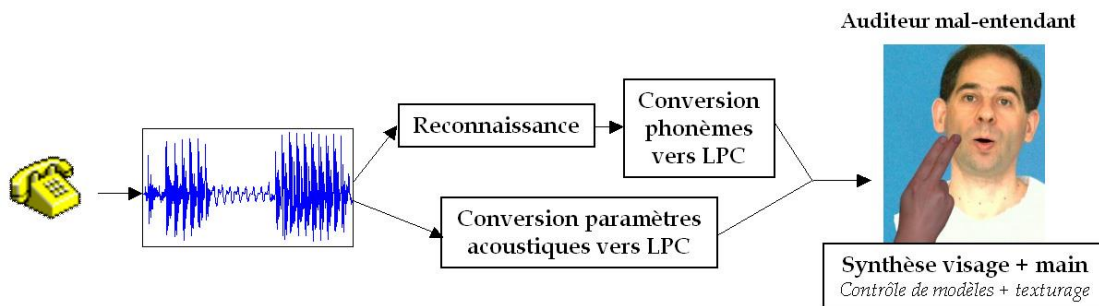 Auditeur mal-entendant
Reconnaissance
Conversion
phonèmes
vers LPC
Conversion paramètres
acoustiques vers LPC
Synthèse visage + main
Contrôle de modèles + texturage